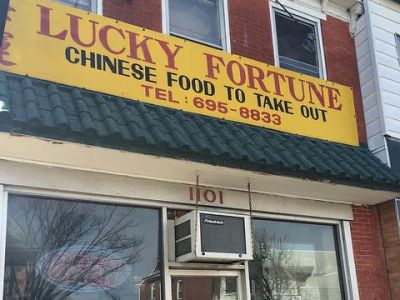 LUCKY FORTUNE
CHINESE FOOD TO TAKE OUT
TEL: 695-8833
1101
OPEN